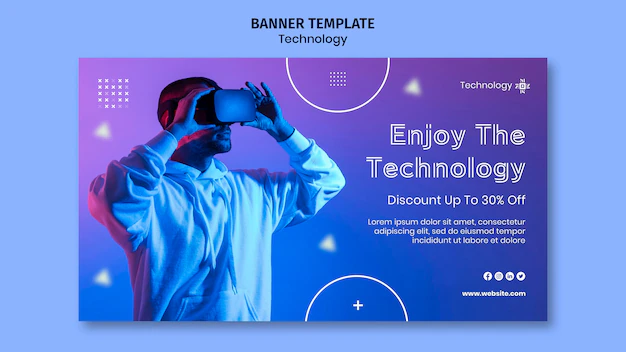 BANNER TEMPLATE
Technology
Technology
Enjoy The
Technology
Discount Up To 30% Off
Lorem ipsum dolor sit amet, consectetur
adipiscing elit, sed do eiusmod tempor
incididunt ut labore et dolore
www.website.com